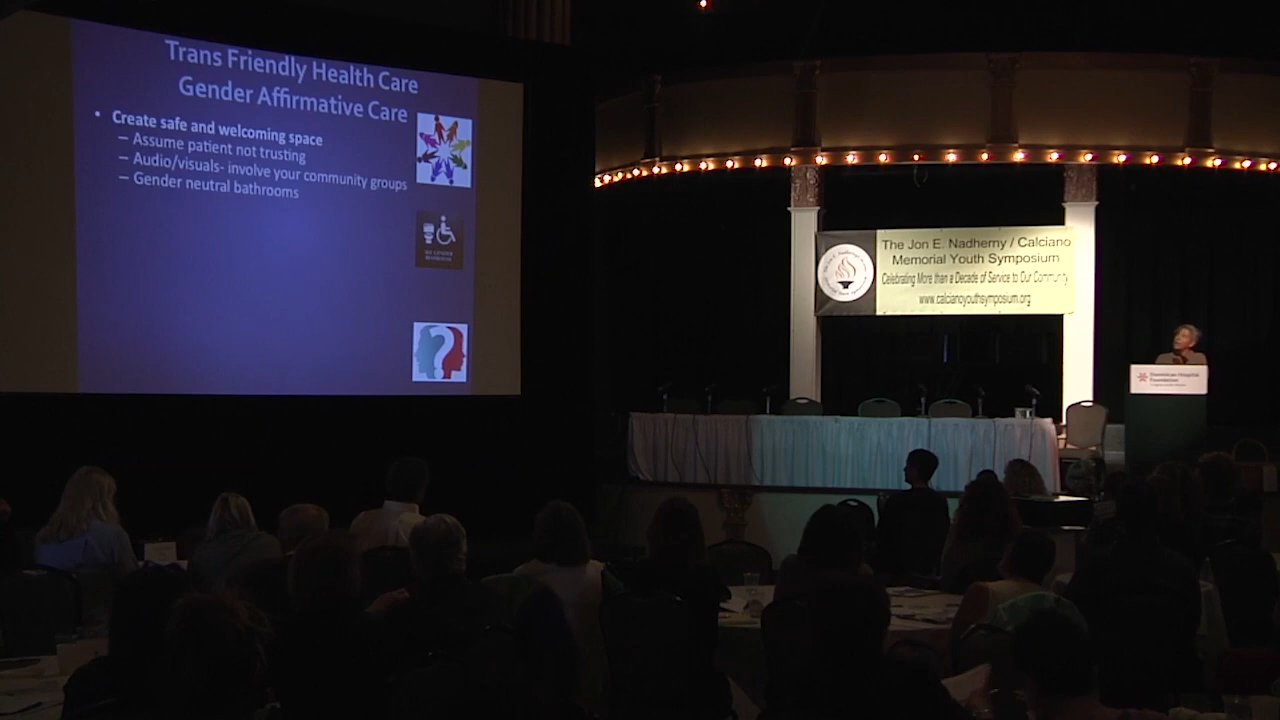 Trans Friendly Health Care
Gender Affirmative Care
• Create safe and welcoming space
– Assume patient not trusting
– Audio/visuals- involve your community groups
– Gender neutral bathrooms
The Jon E. Nadherny / Calciano
Memorial Youth Symposium
Celebrating More than a Decade of Service to Our Community
www.calcianoyouthsymposium.org
Dominican Hospital
Foundation